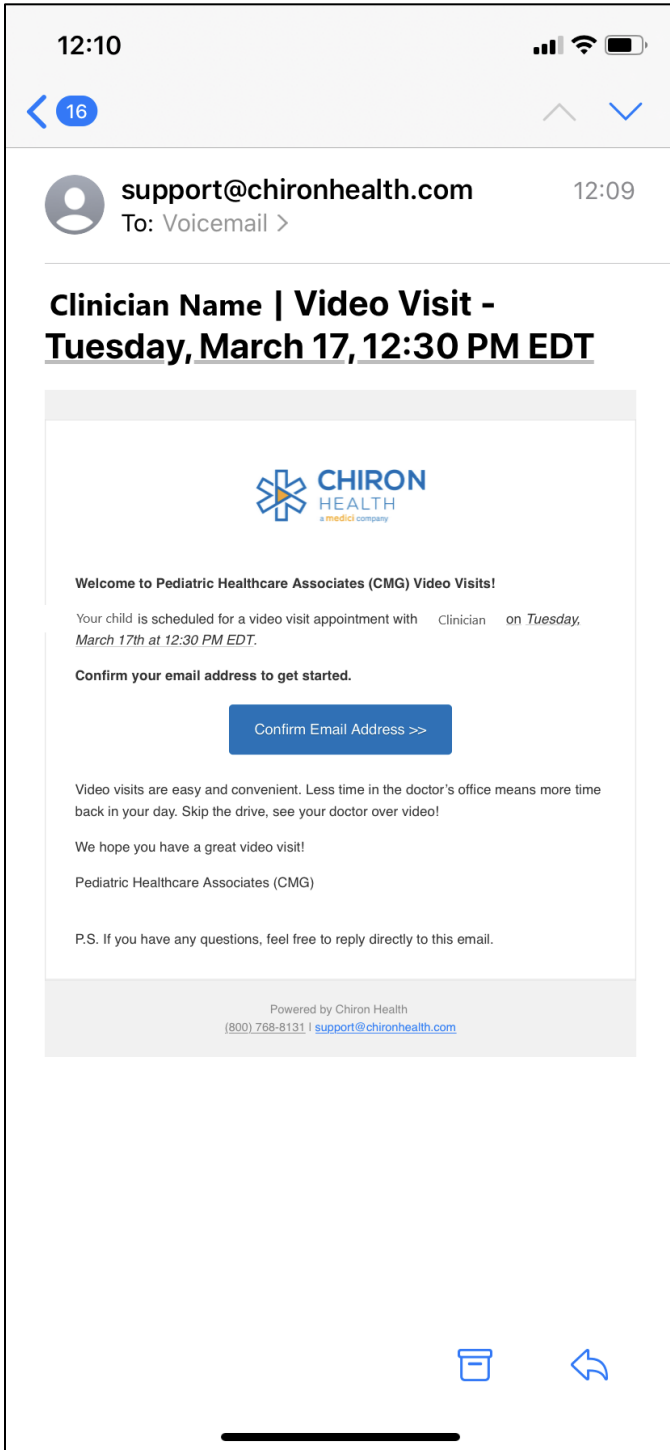 12:10
16
support@chironhealth.com 12:09
To: Voicemail >
Clinician Name | Video Visit -
Tuesday, March 17, 12:30 PM EDT
CHIRON
HEALTH
a medici company
Welcome to Pediatric Healthcare Associates (CMG) Video Visits!
Your child is scheduled for a video visit appointment with Clinician on Tuesday,
March 17th at 12:30 PM EDT.
Confirm your email address to get started.
Confirm Email Address >>
Video visits are easy and convenient. Less time in the doctor's office means more time
back in your day. Skip the drive, see your doctor over video!
We hope you have a great video visit!
Pediatric Healthcare Associates (CMG)
P.S. If you have any questions, feel free to reply directly to this email.
Powered by Chiron Health
(800) 768-8131 | support@chironhealth.com